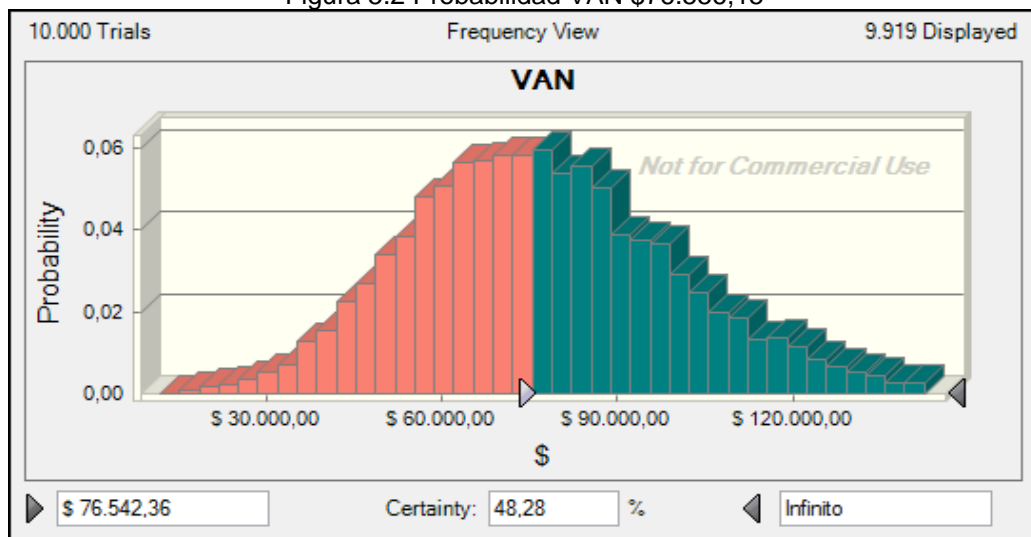 10.000 Trials Frequency View 9.919 Displayed
VAN
Not for Commercial Use
0,06
0,04
0,02
0,00
Probability
$ 30.000,00 $ 60.000,00 $ 90.000,00 $ 120.000,00
$
$ 76.542,36 Certainty: 48,28 % Infinito